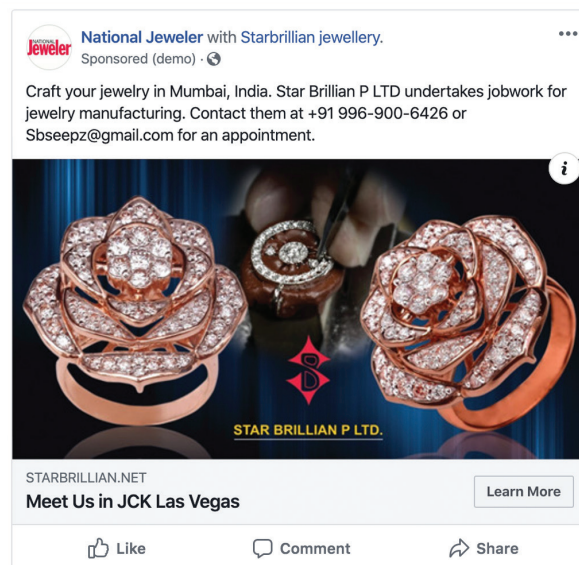 NATIONAL
Jeweler
National Jeweler with Starbrillian jewellery.
Sponsored (demo) ·
Craft your jewelry in Mumbai, India. Star Brillian P LTD undertakes jobwork for
jewelry manufacturing. Contact them at +91 996-900-6426 or
Sbseepz@gmail.com for an appointment.
i
SB
STAR BRILLIAN P LTD.
STARBRILLIAN.NET
Meet Us in JCK Las Vegas
Learn More
Like Comment Share